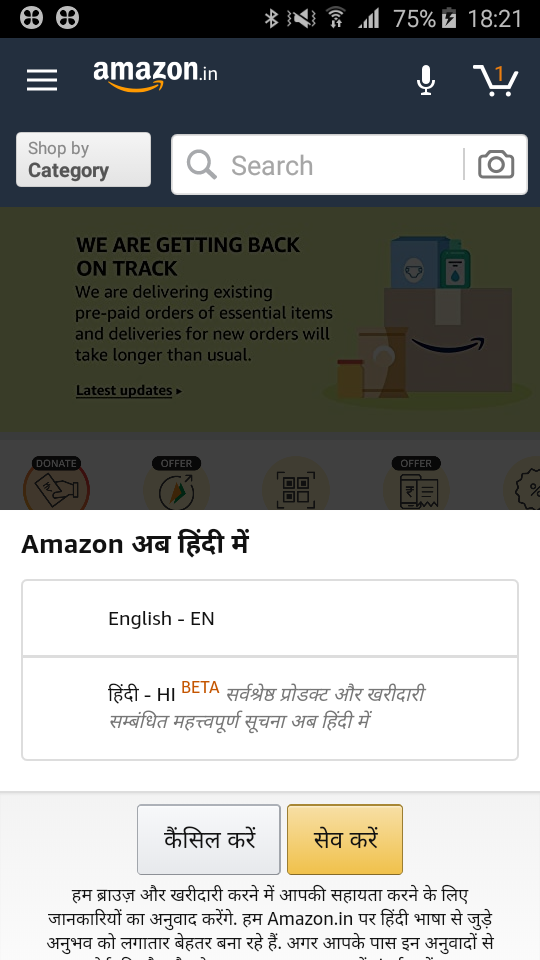 75% 18:21
amazon.in
1
Shop by
Category
Search
WE ARE GETTING BACK
ON TRACK
We are delivering existing
pre-paid orders of essential items
and deliveries for new orders will
take longer than usual.
Latest updates ▸
DONATE OFFER OFFER
₹ %
Amazon अब हिंदी में
English - EN
हिंदी - HI BETA सर्वश्रेष्ठ प्रोडक्ट और खरीदारी
सम्बंधित महत्त्वपूर्ण सूचना अब हिंदी में
कैंसिल करें सेव करें
हम ब्राउज़ और खरीदारी करने में आपकी सहायता करने के लिए
जानकारियों का अनुवाद करेंगे. हम Amazon.in पर हिंदी भाषा से जुड़े
अनुभव को लगातार बेहतर बना रहे हैं. अगर आपके पास इन अनुवादों से